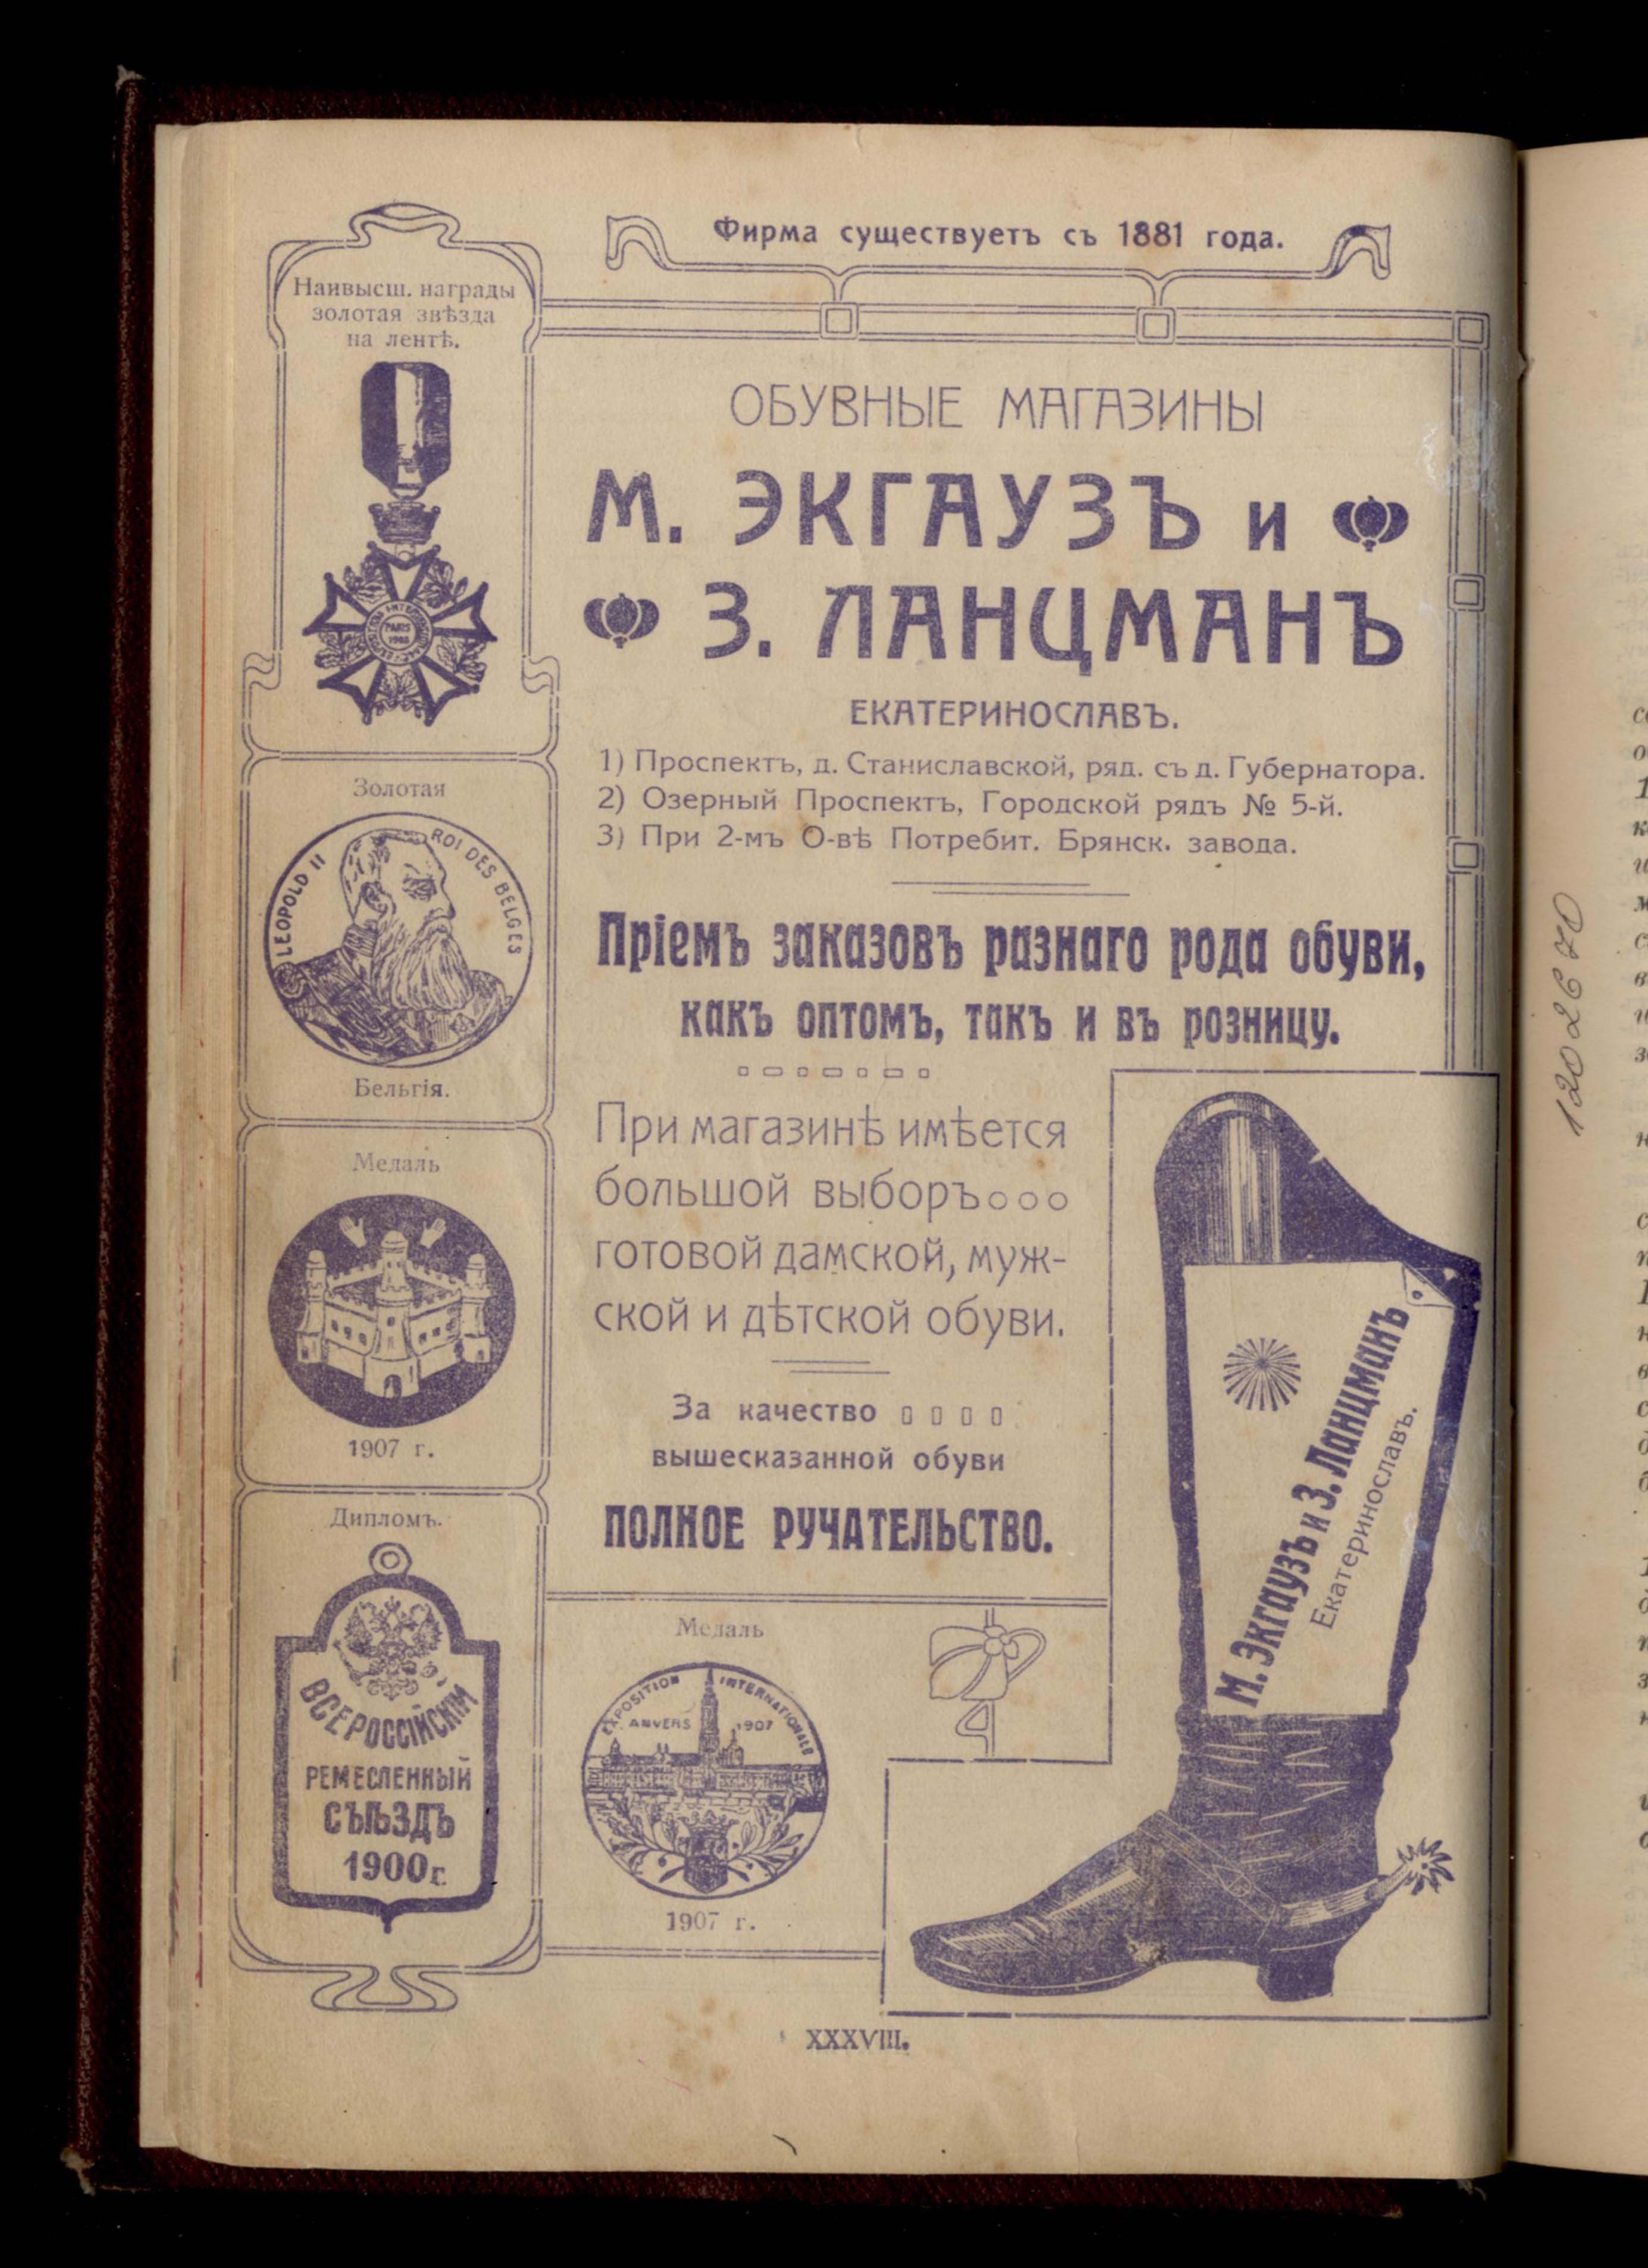 Фирма существуетъ съ 1881 года.
Наивысш. награды
золотая звѣзда
на лентѣ.
PARIS
Золотая
LEOPOLD II ROI DES BELGES
Бельгія.
Медаль
1907 г.
Дипломъ.
ВСЕРОССІЙСКІЙ
РЕМЕСЛЕННЫЙ
СЪѢЗДЪ
1900 г.
ОБУВНЫЕ МАГАЗИНЫ
М. ЭКГАУЗЪ и
З. ЛАНЦМАНЪ
ЕКАТЕРИНОСЛАВЪ.
1) Проспектъ, д. Станиславской, ряд. съ д. Губернатора.
2) Озерный Проспектъ, Городской рядъ № 5-й.
3) При 2-мъ О-вѣ Потребит. Брянск. завода.
Пріемъ заказовъ разнаго рода обуви,
какъ оптомъ, такъ и въ розницу.
При магазинѣ имѣется
большой выборъ
готовой дамской, муж-
ской и дѣтской обуви.
За качество
вышесказанной обуви
ПОЛНОЕ РУЧАТЕЛЬСТВО.
Медаль
EXPOSITION INTERNATIONALE
ANVERS 1907
1907 г.
М. Экгаузъ и З. Ланцманъ
Екатеринославъ.
XXXVIII.
1202670